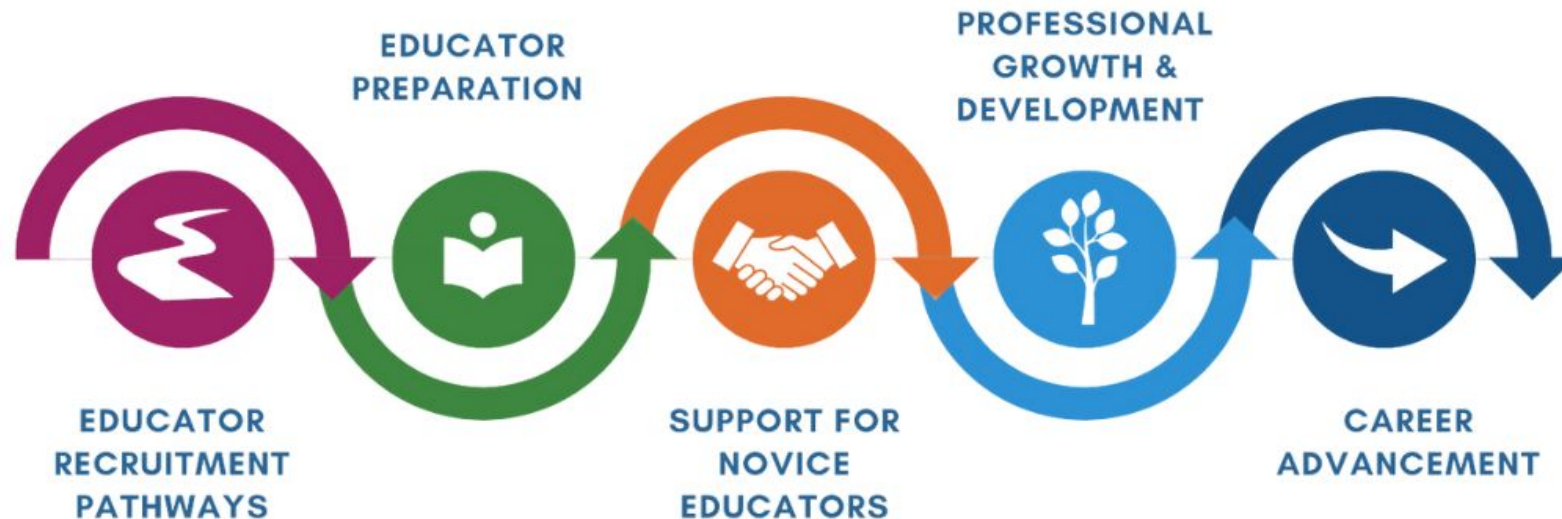 EDUCATOR
RECRUITMENT
PATHWAYS
EDUCATOR
PREPARATION
SUPPORT FOR
NOVICE
EDUCATORS
PROFESSIONAL
GROWTH &
DEVELOPMENT
CAREER
ADVANCEMENT